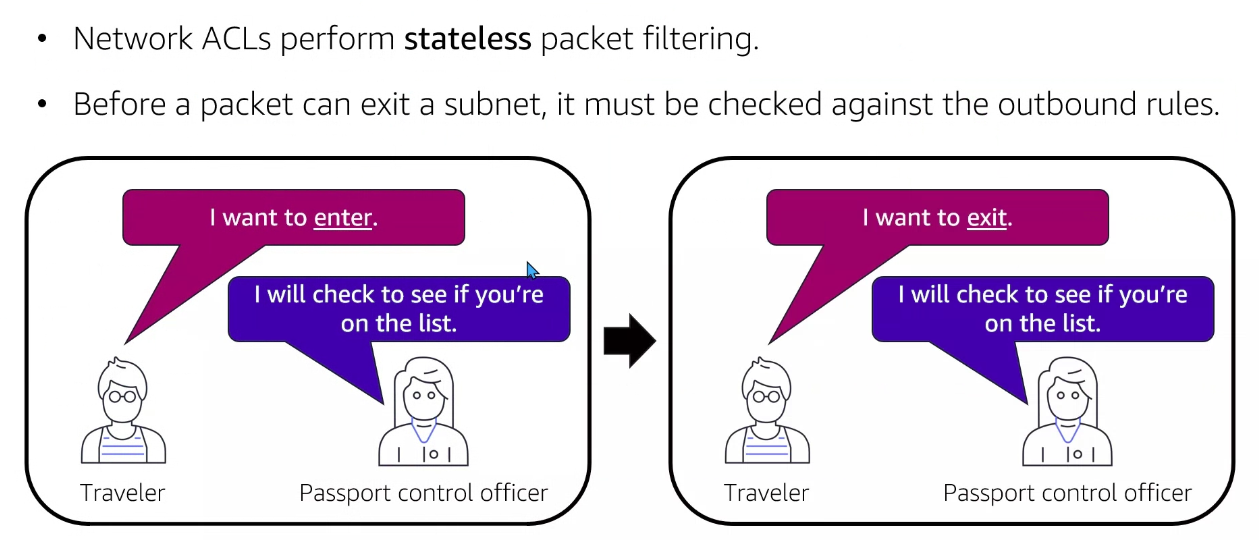 • Network ACLs perform stateless packet filtering.
• Before a packet can exit a subnet, it must be checked against the outbound rules.
I want to enter.
I will check to see if you’re
on the list.
Traveler
Passport control officer
I want to exit.
I will check to see if you’re
on the list.
Traveler
Passport control officer